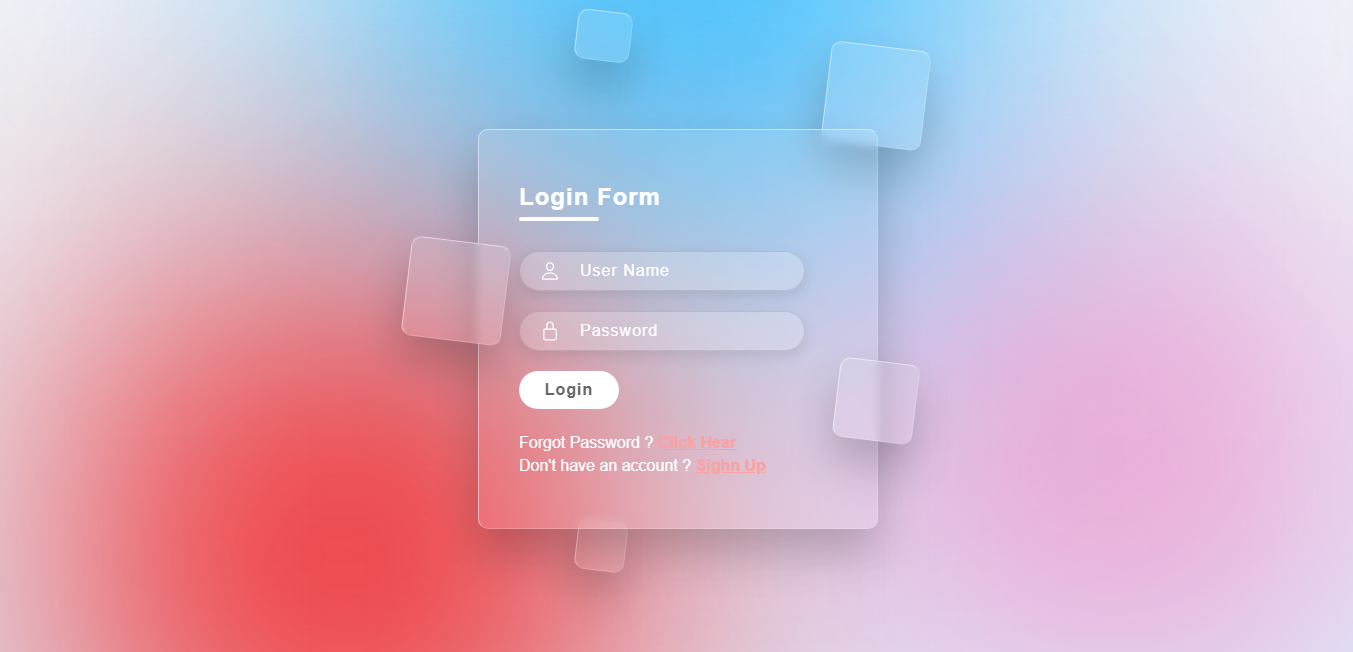 Login Form
User Name
Password
Login
Forgot Password ? Click Hear
Don't have an account ? Sighn Up